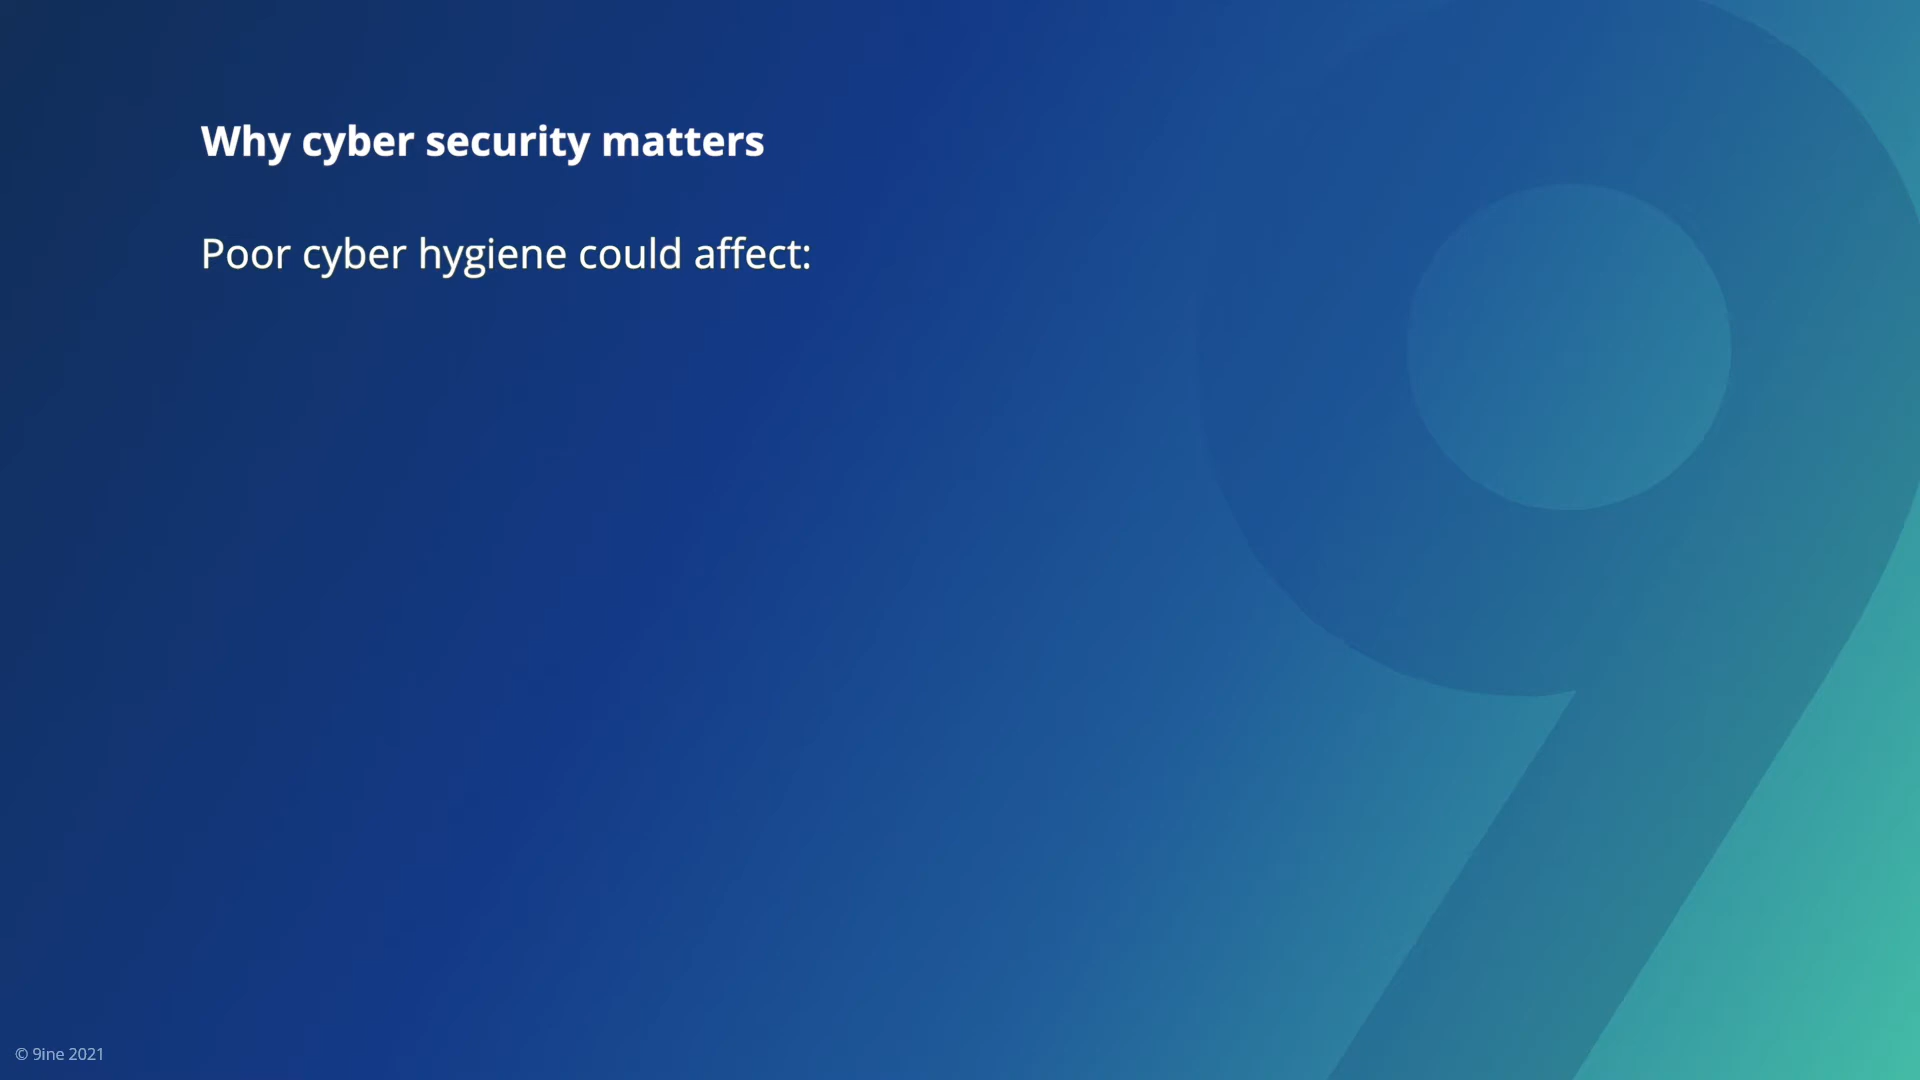 Why cyber security matters
Poor cyber hygiene could affect:
© 9ine 2021